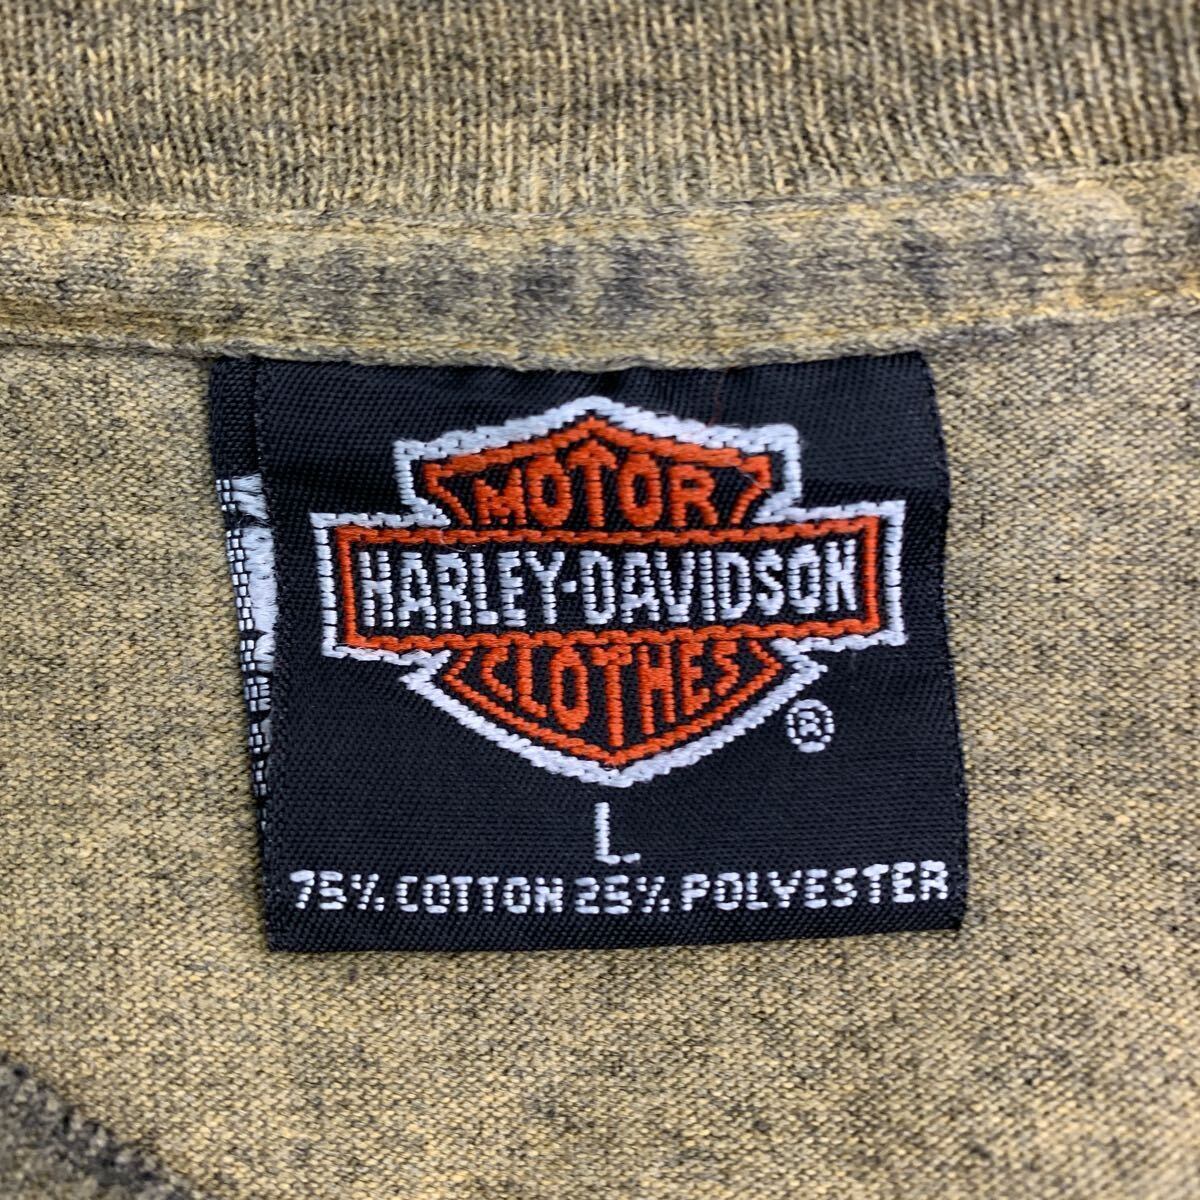 MOTOR
HARLEY-DAVIDSON
CLOTHES
®
L
75% COTTON 25% POLYESTER